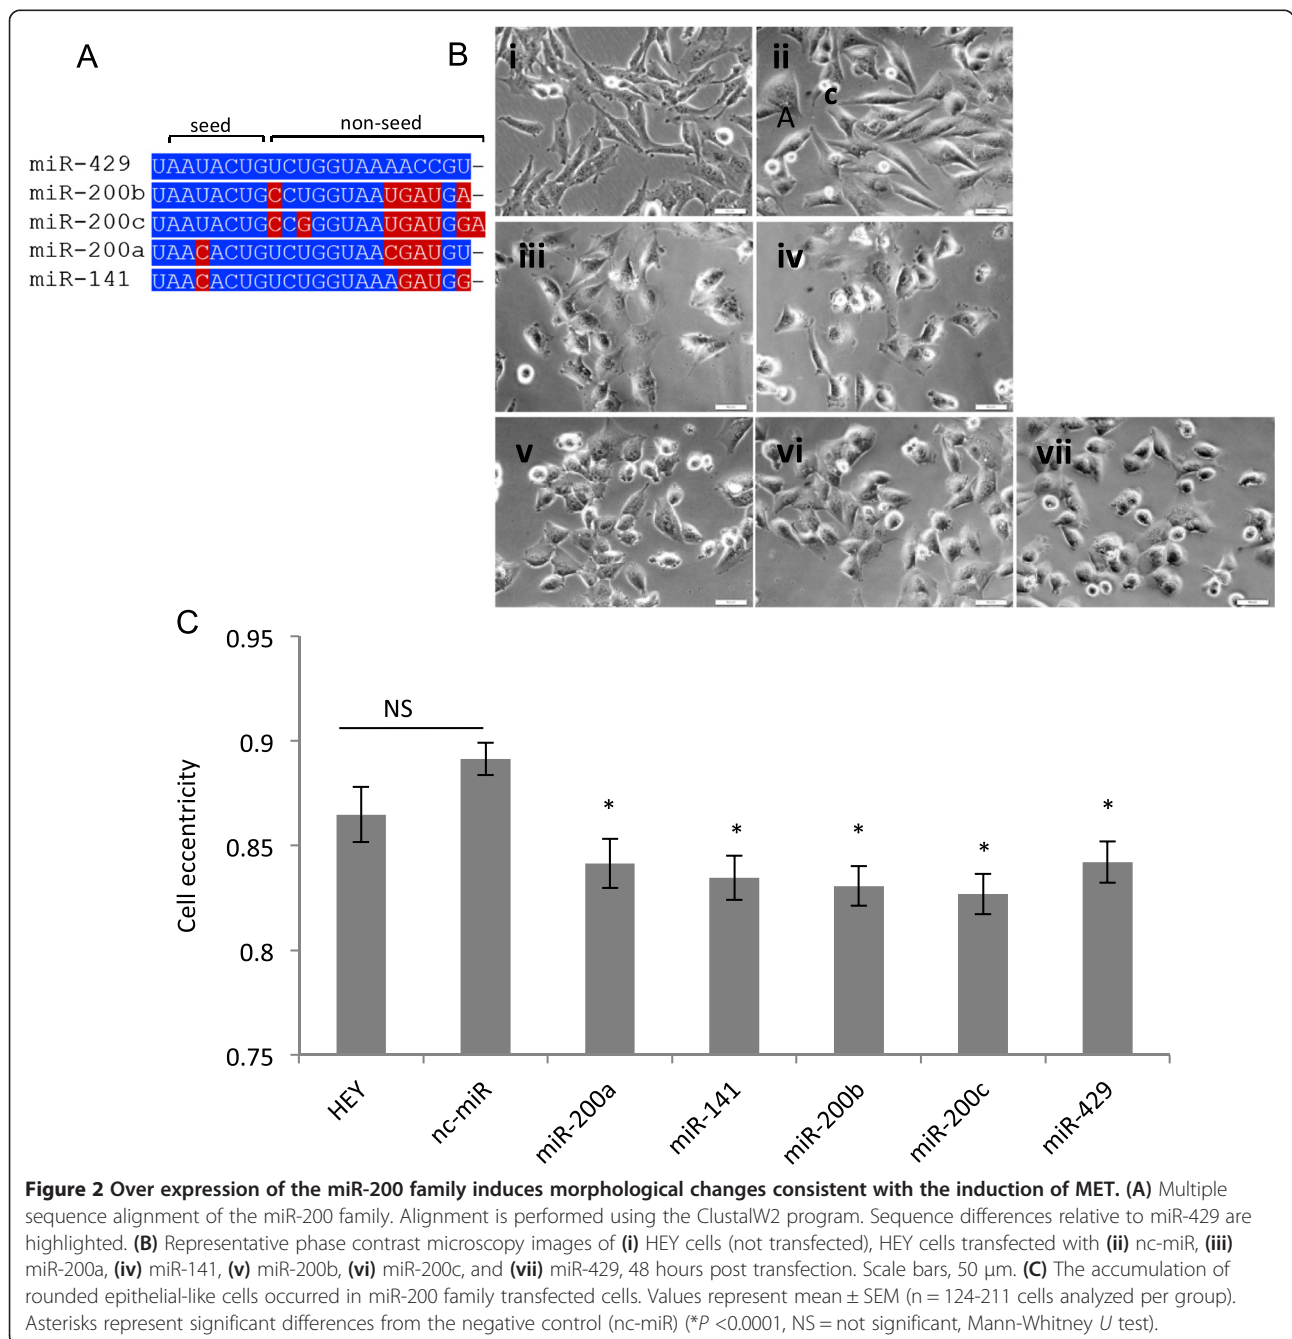 A
seed non-seed
miR-429 UAAUACUGUCUGGUAAAACCGU-
miR-200b UAAUACUGCCUGGUAAUGAUGA-
miR-200c UAAUACUGCCGGGUAAUGAUGGA
miR-200a UAACACUGUCUGGUAACGAUGU-
miR-141 UAACACUGUCUGGUAAAGAUGG-
B
i
ii
A
c
iii
iv
v
vi
vii
C
0.95
0.9
0.85
0.8
0.75
Cell eccentricity
NS
*
*
*
*
*
HEY
nc-miR
miR-200a
miR-141
miR-200b
miR-200c
miR-429
Figure 2 Over expression of the miR-200 family induces morphological changes consistent with the induction of MET. (A) Multiple
sequence alignment of the miR-200 family. Alignment is performed using the ClustalW2 program. Sequence differences relative to miR-429 are
highlighted. (B) Representative phase contrast microscopy images of (i) HEY cells (not transfected), HEY cells transfected with (ii) nc-miR, (iii)
miR-200a, (iv) miR-141, (v) miR-200b, (vi) miR-200c, and (vii) miR-429, 48 hours post transfection. Scale bars, 50 μm. (C) The accumulation of
rounded epithelial-like cells occurred in miR-200 family transfected cells. Values represent mean ± SEM (n = 124-211 cells analyzed per group).
Asterisks represent significant differences from the negative control (nc-miR) (*P <0.0001, NS = not significant, Mann-Whitney U test).